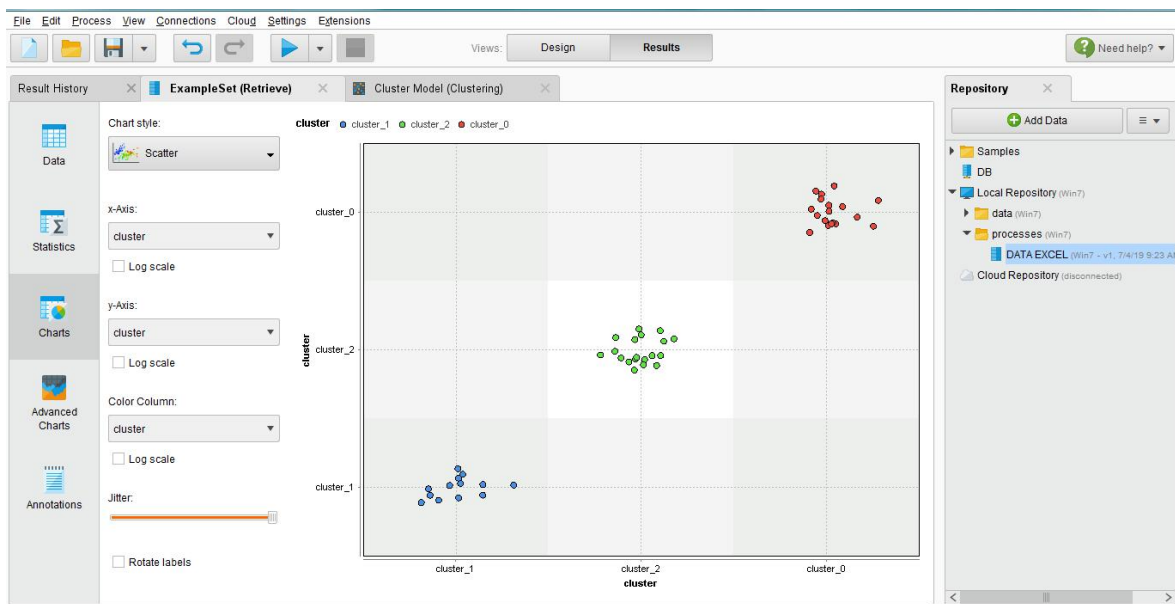 File Edit Process View Connections Cloud Settings Extensions
Views: Design Results Need help?
Result History ExampleSet (Retrieve) Cluster Model (Clustering) Repository
Data
Statistics
Charts
Advanced
Charts
Annotations
Chart style:
Scatter
x-Axis:
cluster
Log scale
y-Axis:
cluster
Log scale
Color Column:
cluster
Log scale
Jitter:
Rotate labels
cluster cluster_1 cluster_2 cluster_0
cluster_0
cluster_2
cluster_1
cluster
cluster_1 cluster_2 cluster_0
cluster
Add Data
Samples
DB
Local Repository (Win7)
data (Win7)
processes (Win7)
DATA EXCEL (Win7 - v1, 7/4/19 9:23 A
Cloud Repository (disconnected)